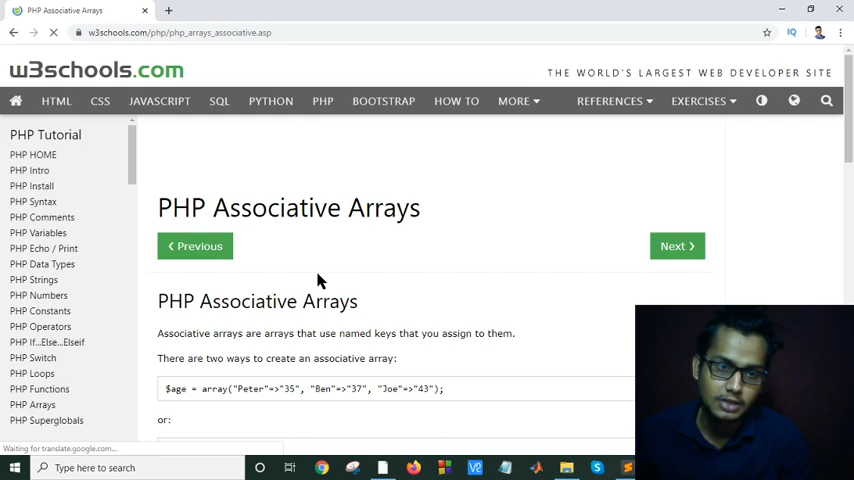 PHP Associative Arrays
w3schools.com/php/php_arrays_associative.asp
IQ
w3schools.com
THE WORLD'S LARGEST WEB DEVELOPER SITE
HTML CSS JAVASCRIPT SQL PYTHON PHP BOOTSTRAP HOW TO MORE REFERENCES EXERCISES
PHP Tutorial
PHP HOME
PHP Intro
PHP Install
PHP Syntax
PHP Comments
PHP Variables
PHP Echo / Print
PHP Data Types
PHP Strings
PHP Numbers
PHP Constants
PHP Operators
PHP If...Else...Elseif
PHP Switch
PHP Loops
PHP Functions
PHP Arrays
PHP Superglobals
PHP Associative Arrays
❮ Previous
Next ❯
PHP Associative Arrays
Associative arrays are arrays that use named keys that you assign to them.
There are two ways to create an associative array:
$age = array("Peter"=>"35", "Ben"=>"37", "Joe"=>"43");
or:
Waiting for translate.google.com...
Type here to search